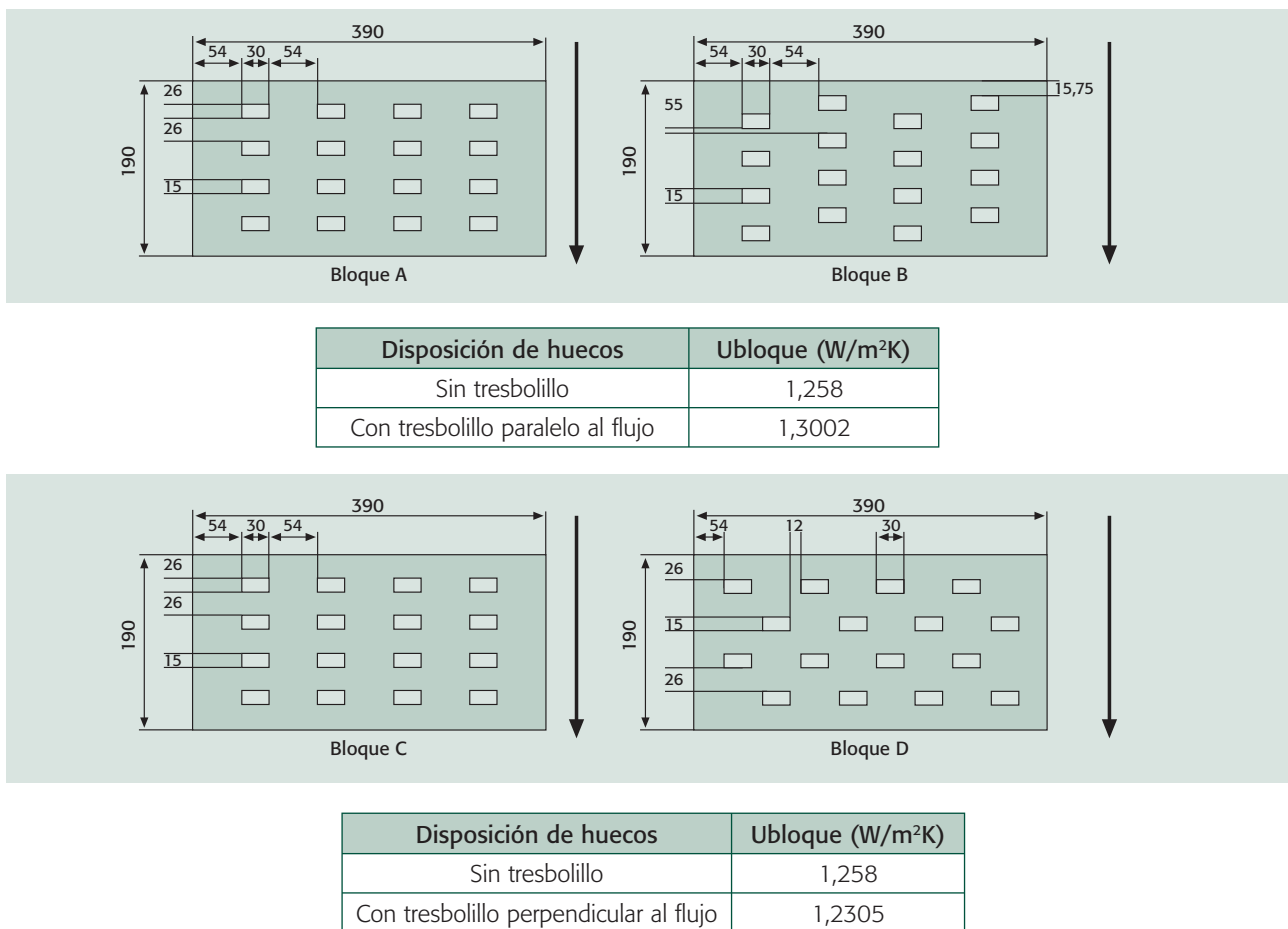 390
390
54 30 54
54 30 54
26
15,75
55
26
190
190
15
15
Bloque A
Bloque B
Disposición de huecos Ubloque (W/m²K)
Sin tresbolillo 1,258
Con tresbolillo paralelo al flujo 1,3002
390
390
54 30 54
54 12 30
26
26
26
15
190
190
15
26
Bloque C
Bloque D
Disposición de huecos Ubloque (W/m²K)
Sin tresbolillo 1,258
Con tresbolillo perpendicular al flujo 1,2305